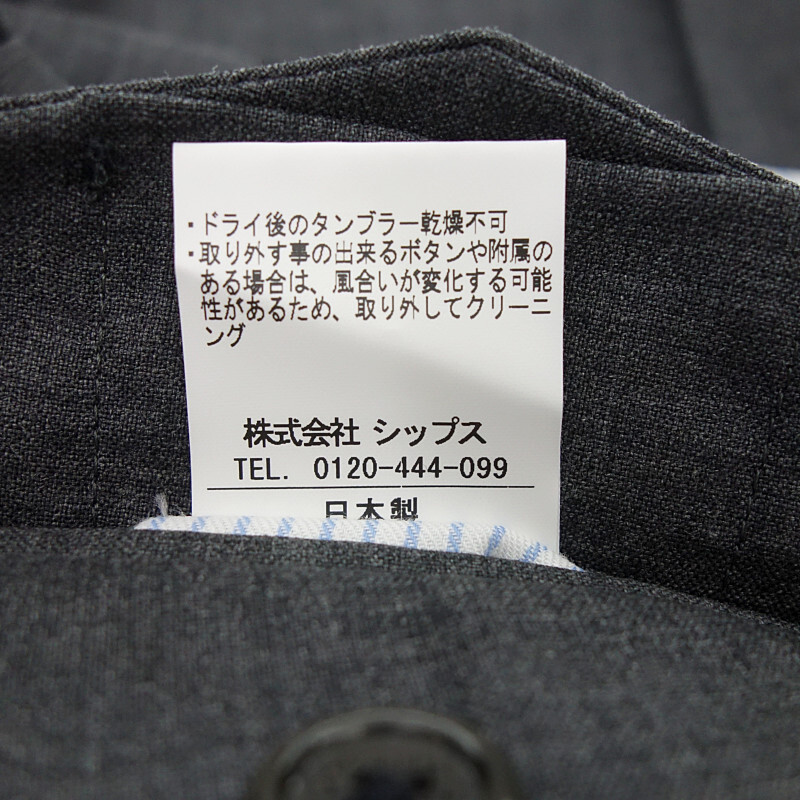 ・ドライ後のタンブラー乾燥不可
・取り外す事の出来るボタンや附属の
ある場合は、風合いが変化する可能
性があるため、取り外してクリーニ
ング
株式会社 シップス
TEL. 0120-444-099
日本製